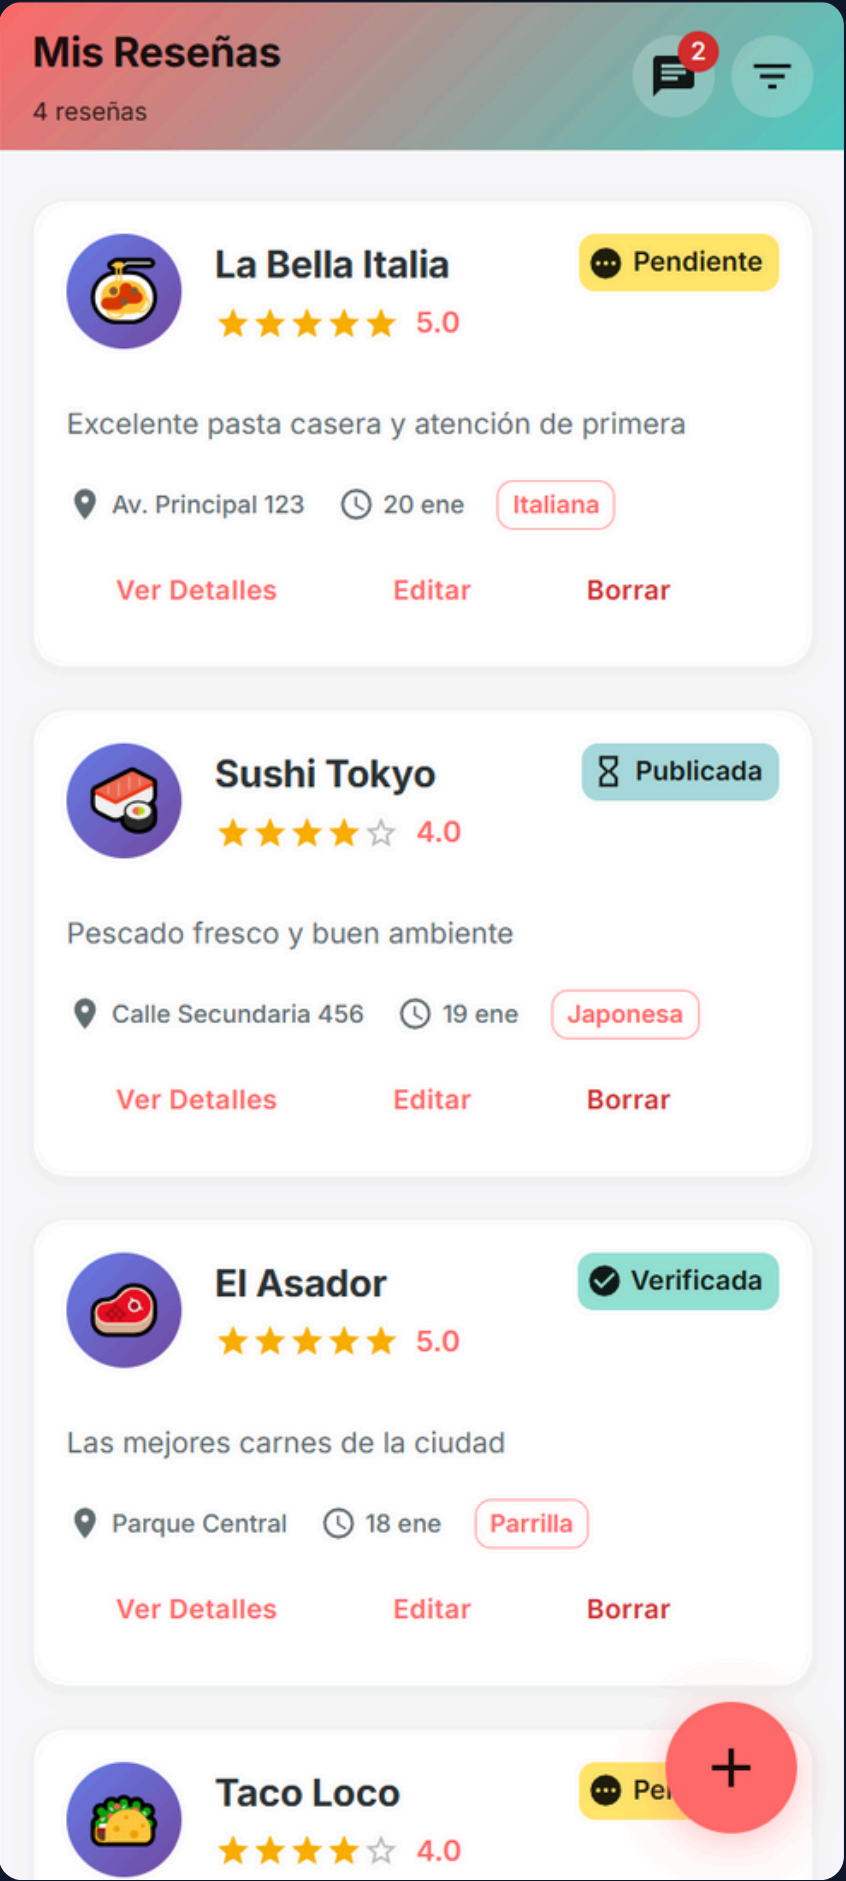 Mis Reseñas
2
4 reseñas
La Bella Italia
Pendiente
5.0
Excelente pasta casera y atención de primera
Av. Principal 123
20 ene
Italiana
Ver Detalles
Editar
Borrar
Sushi Tokyo
Publicada
4.0
Pescado fresco y buen ambiente
Calle Secundaria 456
19 ene
Japonesa
Ver Detalles
Editar
Borrar
El Asador
Verificada
5.0
Las mejores carnes de la ciudad
Parque Central
18 ene
Parrilla
Ver Detalles
Editar
Borrar
Taco Loco
4.0